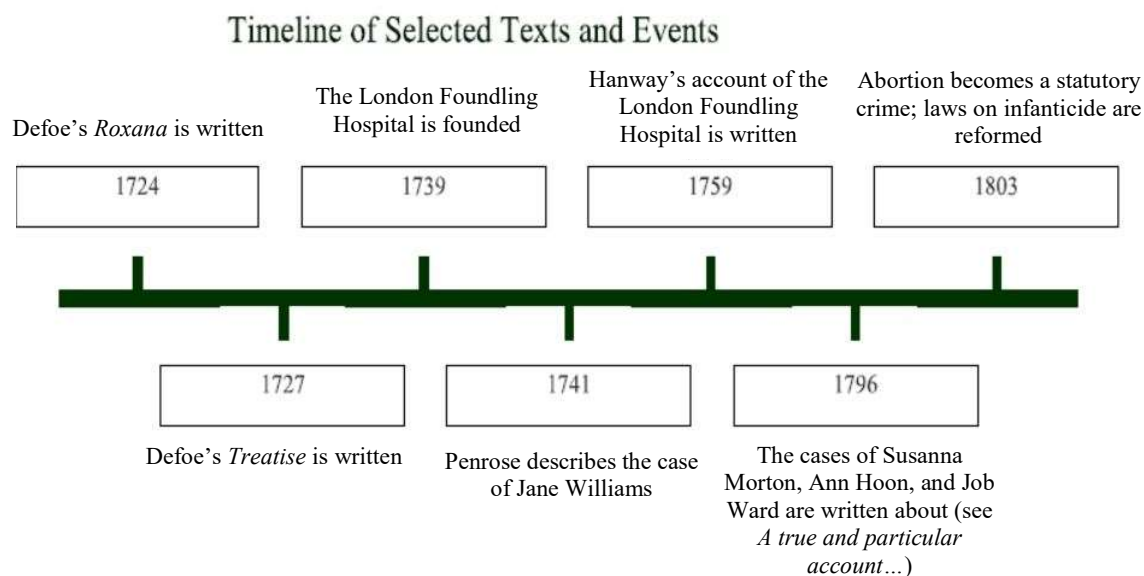 Timeline of Selected Texts and Events
Defoe's Roxana is written
The London Foundling
Hospital is founded
Hanway's account of the
London Foundling
Hospital is written
Abortion becomes a statutory
crime; laws on infanticide are
reformed
1724
1739
1759
1803
1727
1741
1796
Defoe's Treatise is written
Penrose describes the case
of Jane Williams
The cases of Susanna
Morton, Ann Hoon, and Job
Ward are written about (see
A true and particular
account…)